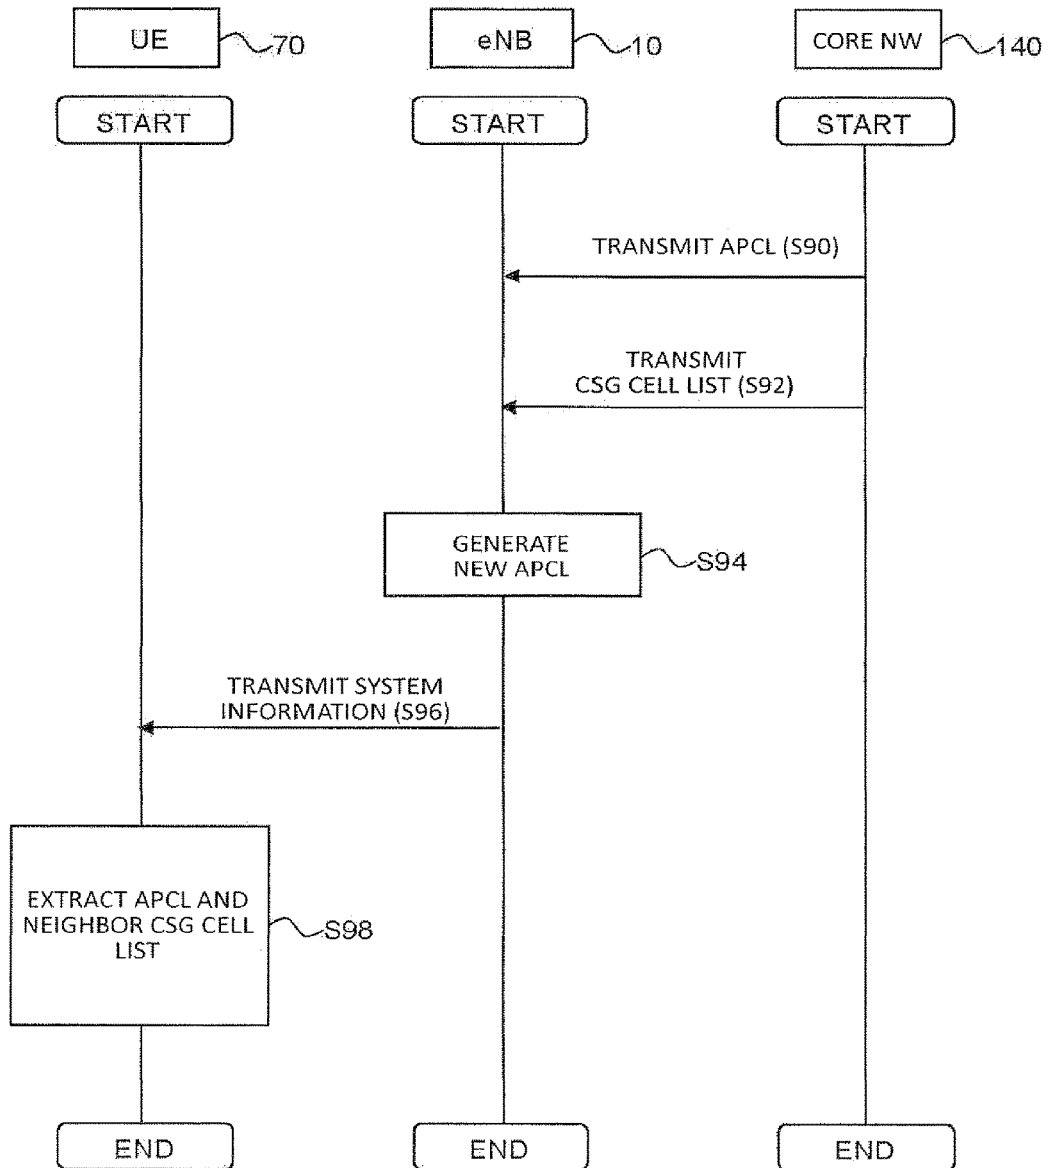 UE
70
eNB
10
CORE NW
140
START
START
START
TRANSMIT APCL (S90)
TRANSMIT
CSG CELL LIST (S92)
GENERATE
NEW APCL
S94
TRANSMIT SYSTEM
INFORMATION (S96)
EXTRACT APCL AND
NEIGHBOR CSG CELL
LIST
S98
END
END
END